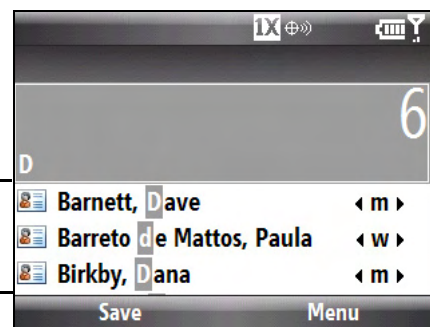 1X
6
D
Barnett, Dave m
Barreto de Mattos, Paula w
Birkby, Dana m
Save Menu